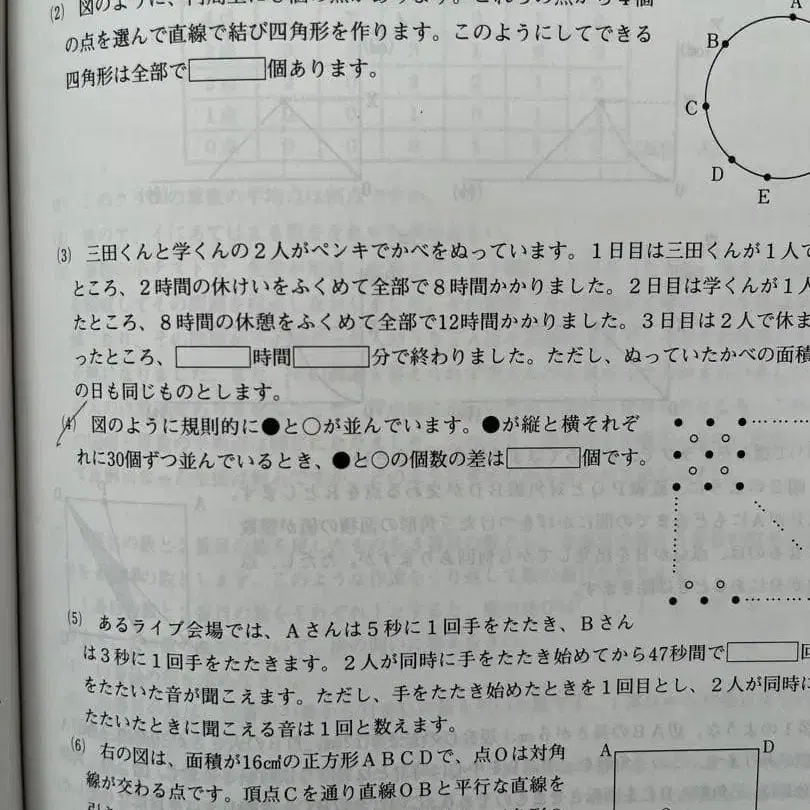 (2) 図のように、円周上に
の点を選んで直線で結び四角形を作ります。このようにしてできる
四角形は全部で 個あります。
A
B
C
D
E
(3) 三田くんと学くんの2人がペンキでかべをぬっています。1日目は三田くんが1人で
ところ、2時間の休けいをふくめて全部で8時間かかりました。2日目は学くんが1人
たところ、8時間の休憩をふくめて全部で12時間かかりました。3日目は2人で休ま
ったところ、 時間 分で終わりました。ただし、ぬっていたかべの面積
の日も同じものとします。
(4) 図のように規則的に●と○が並んでいます。●が縦と横それぞ
れに30個ずつ並んでいるとき、●と○の個数の差は 個です。
(5) あるライブ会場では、Aさんは5秒に1回手をたたき、Bさん
は3秒に1回手をたたきます。2人が同時に手をたたき始めてから47秒間で 回
をたたいた音が聞こえます。ただし、手をたたき始めたときを1回目とし、2人が同時に
たたいたときに聞こえる音は1回と数えます。
(6) 右の図は、面積が16㎠の正方形ABCDで、点Oは対角
線が交わる点です。頂点Cを通り直線OBと平行な直線を
A
D